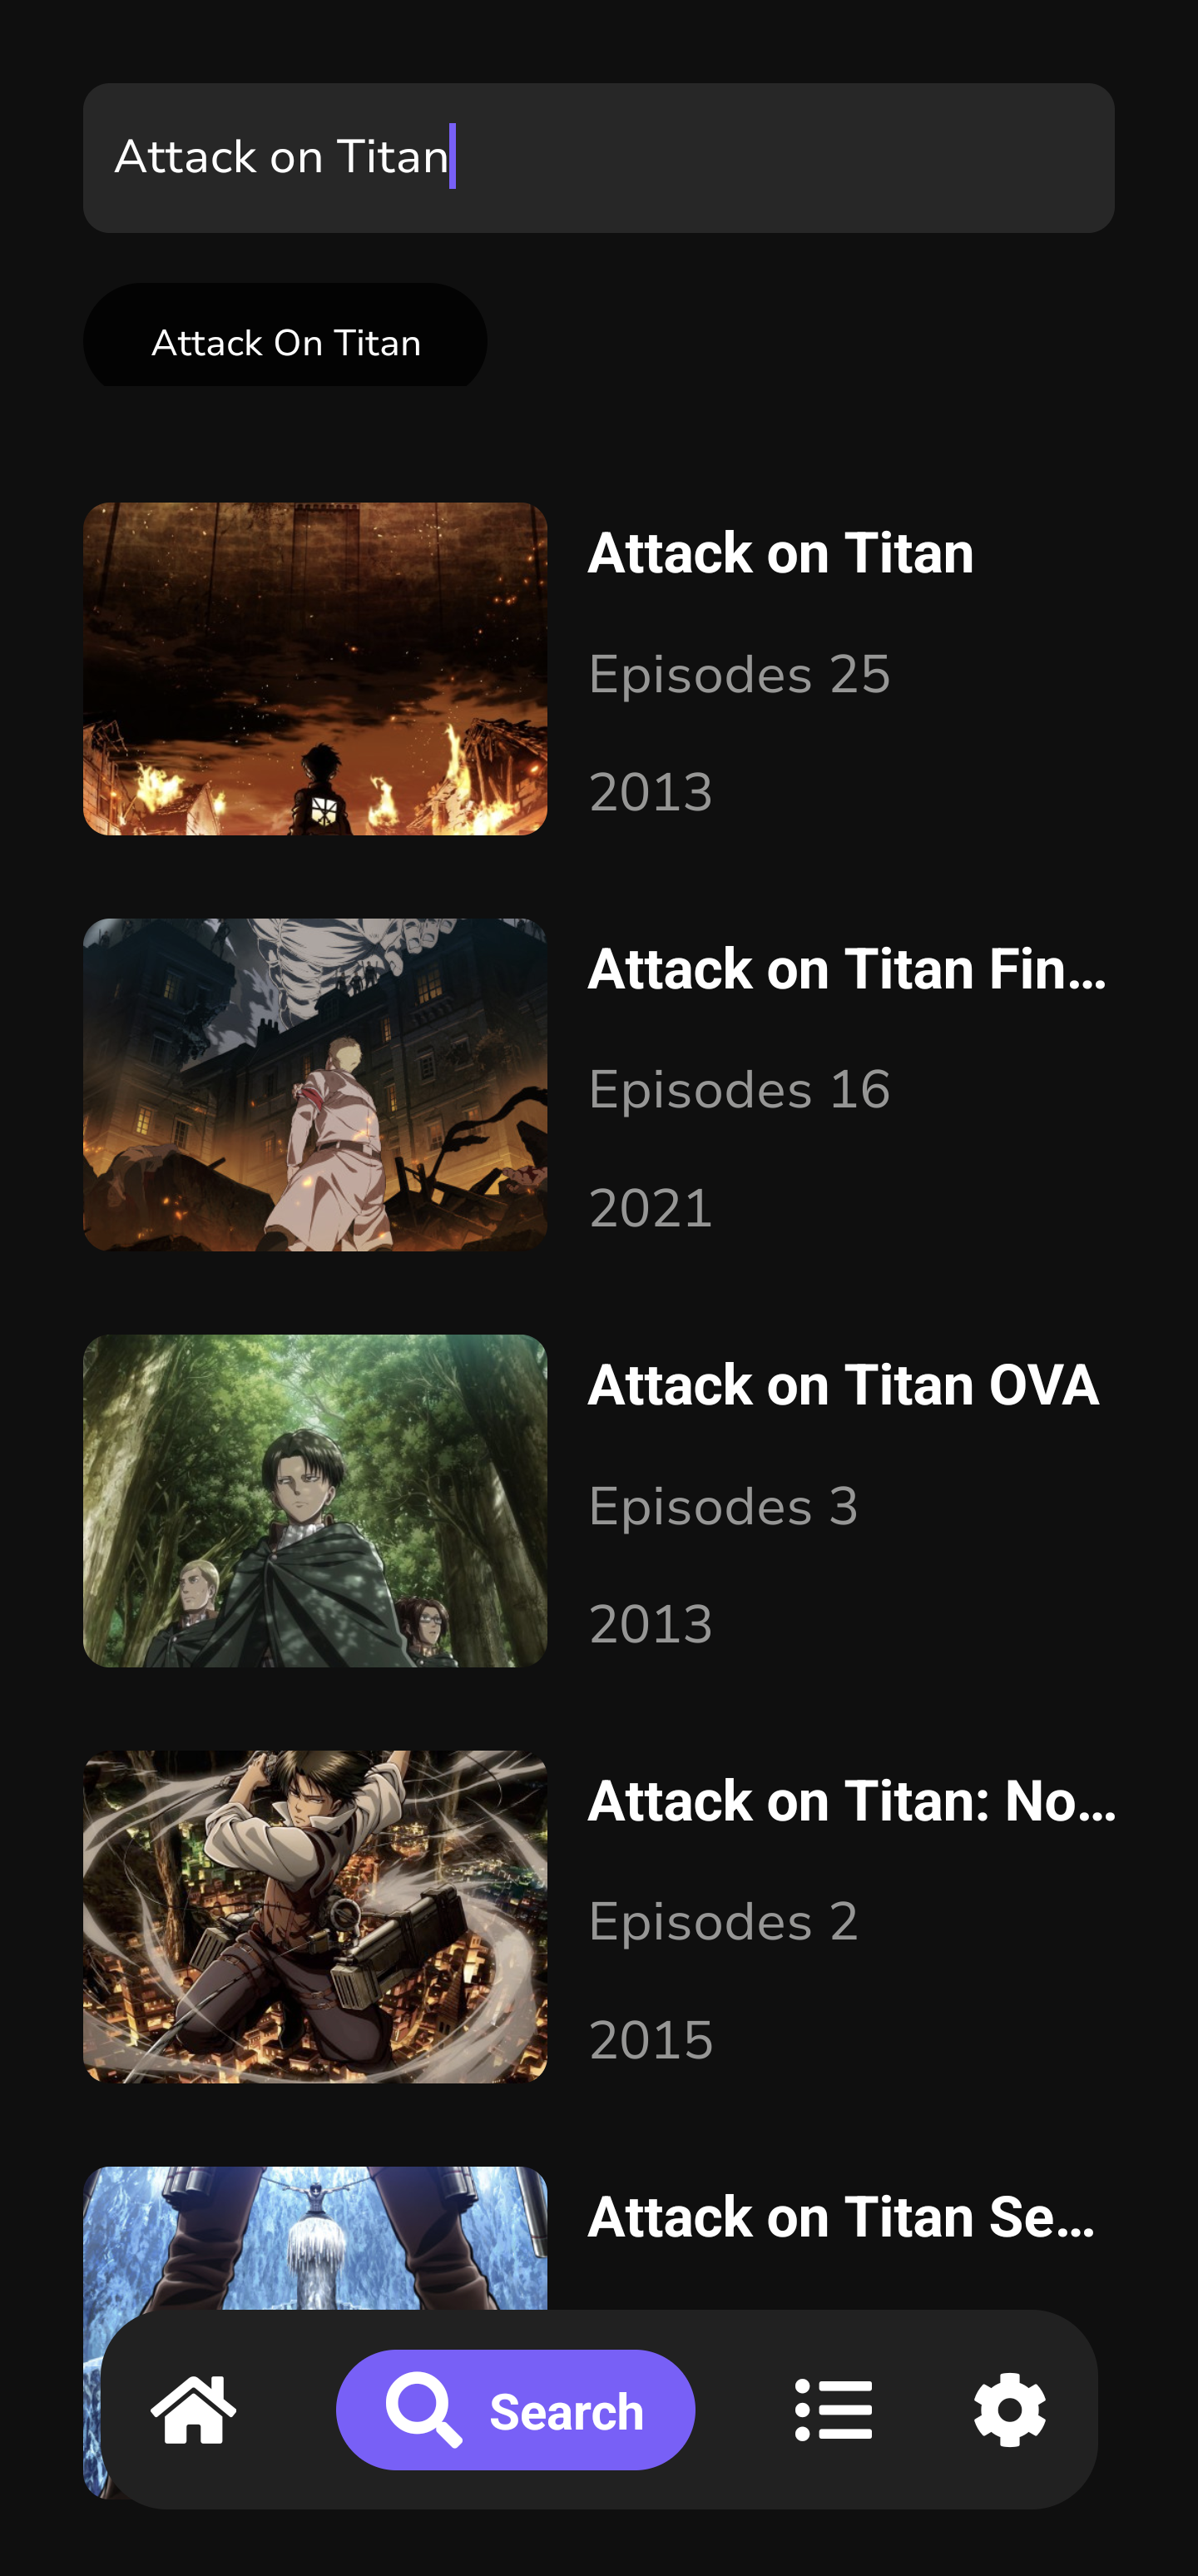 Attack on Titan
Attack On Titan
Attack on Titan
Episodes 25
2013
Attack on Titan Fin...
Episodes 16
2021
Attack on Titan OVA
Episodes 3
2013
Attack on Titan: No...
Episodes 2
2015
Attack on Titan Se...
Search